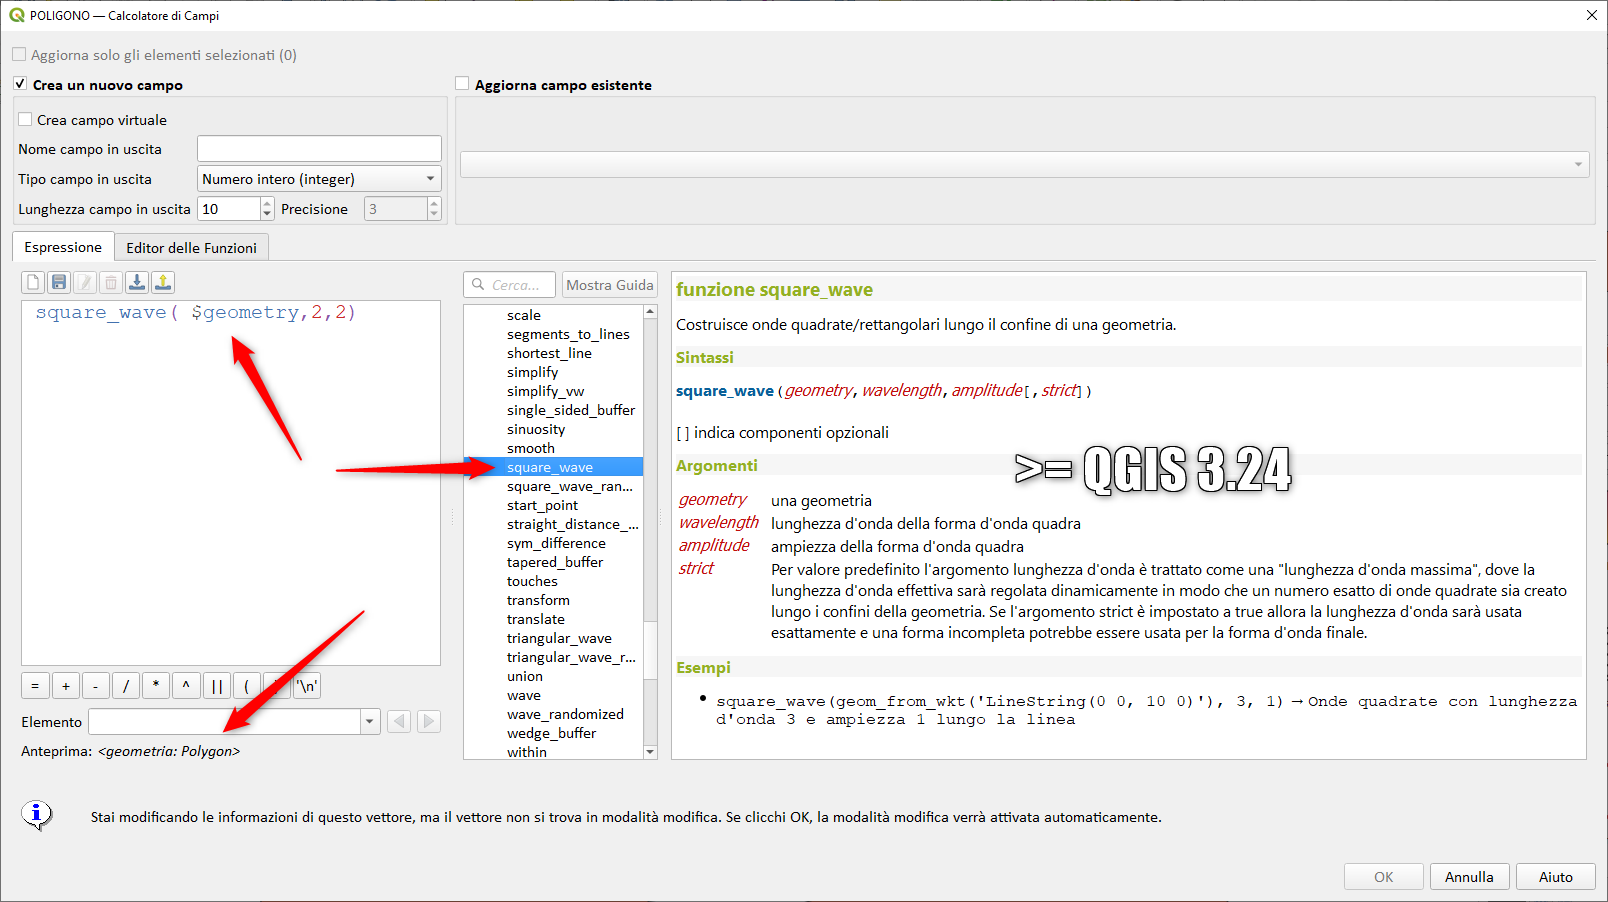 POLIGONO — Calcolatore di Campi
Aggiorna solo gli elementi selezionati (0)
Crea un nuovo campo
Aggiorna campo esistente
Crea campo virtuale
Nome campo in uscita
Tipo campo in uscita
Numero intero (integer)
Lunghezza campo in uscita
10
Precisione
3
Espressione
Editor delle Funzioni
square_wave( $geometry,2,2)
= + - / * ^ || ( '\n'
Elemento
Anteprima: <geometria: Polygon>
Cerca...
Mostra Guida
scale
segments_to_lines
shortest_line
simplify
simplify_vw
single_sided_buffer
sinuosity
smooth
square_wave
square_wave_ran...
start_point
straight_distance_...
sym_difference
tapered_buffer
touches
transform
translate
triangular_wave
triangular_wave_r...
union
wave
wave_randomized
wedge_buffer
within
funzione square_wave
Costruisce onde quadrate/rettangolari lungo il confine di una geometria.
Sintassi
square_wave(geometry,wavelength,amplitude[,strict])
[ ] indica componenti opzionali
Argomenti
>= QGIS 3.24
geometry una geometria
wavelength lunghezza d'onda della forma d'onda quadra
amplitude ampiezza della forma d'onda quadra
strict Per valore predefinito l'argomento lunghezza d'onda è trattato come una "lunghezza d'onda massima", dove la
lunghezza d'onda effettiva sarà regolata dinamicamente in modo che un numero esatto di onde quadrate sia creato
lungo i confini della geometria. Se l'argomento strict è impostato a true allora la lunghezza d'onda sarà usata
esattamente e una forma incompleta potrebbe essere usata per la forma d'onda finale.
Esempi
• square_wave(geom_from_wkt('LineString(0 0, 10 0)'), 3, 1) → Onde quadrate con lunghezza
d'onda 3 e ampiezza 1 lungo la linea
Stai modificando le informazioni di questo vettore, ma il vettore non si trova in modalità modifica. Se clicchi OK, la modalità modifica verrà attivata automaticamente.
OK
Annulla
Aiuto